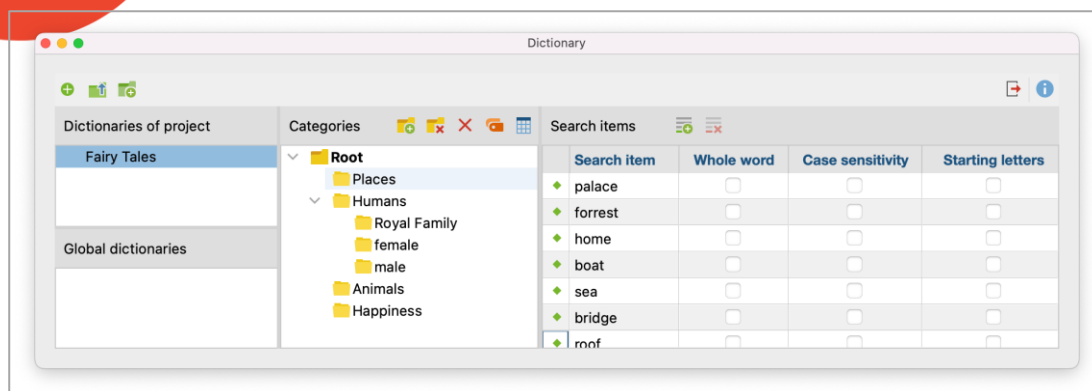 Dictionary
Dictionaries of project
Fairy Tales
Global dictionaries
Categories
Root
Places
Humans
Royal Family
female
male
Animals
Happiness
Search items
Search item Whole word Case sensitivity Starting letters
palace
forrest
home
boat
sea
bridge
roof